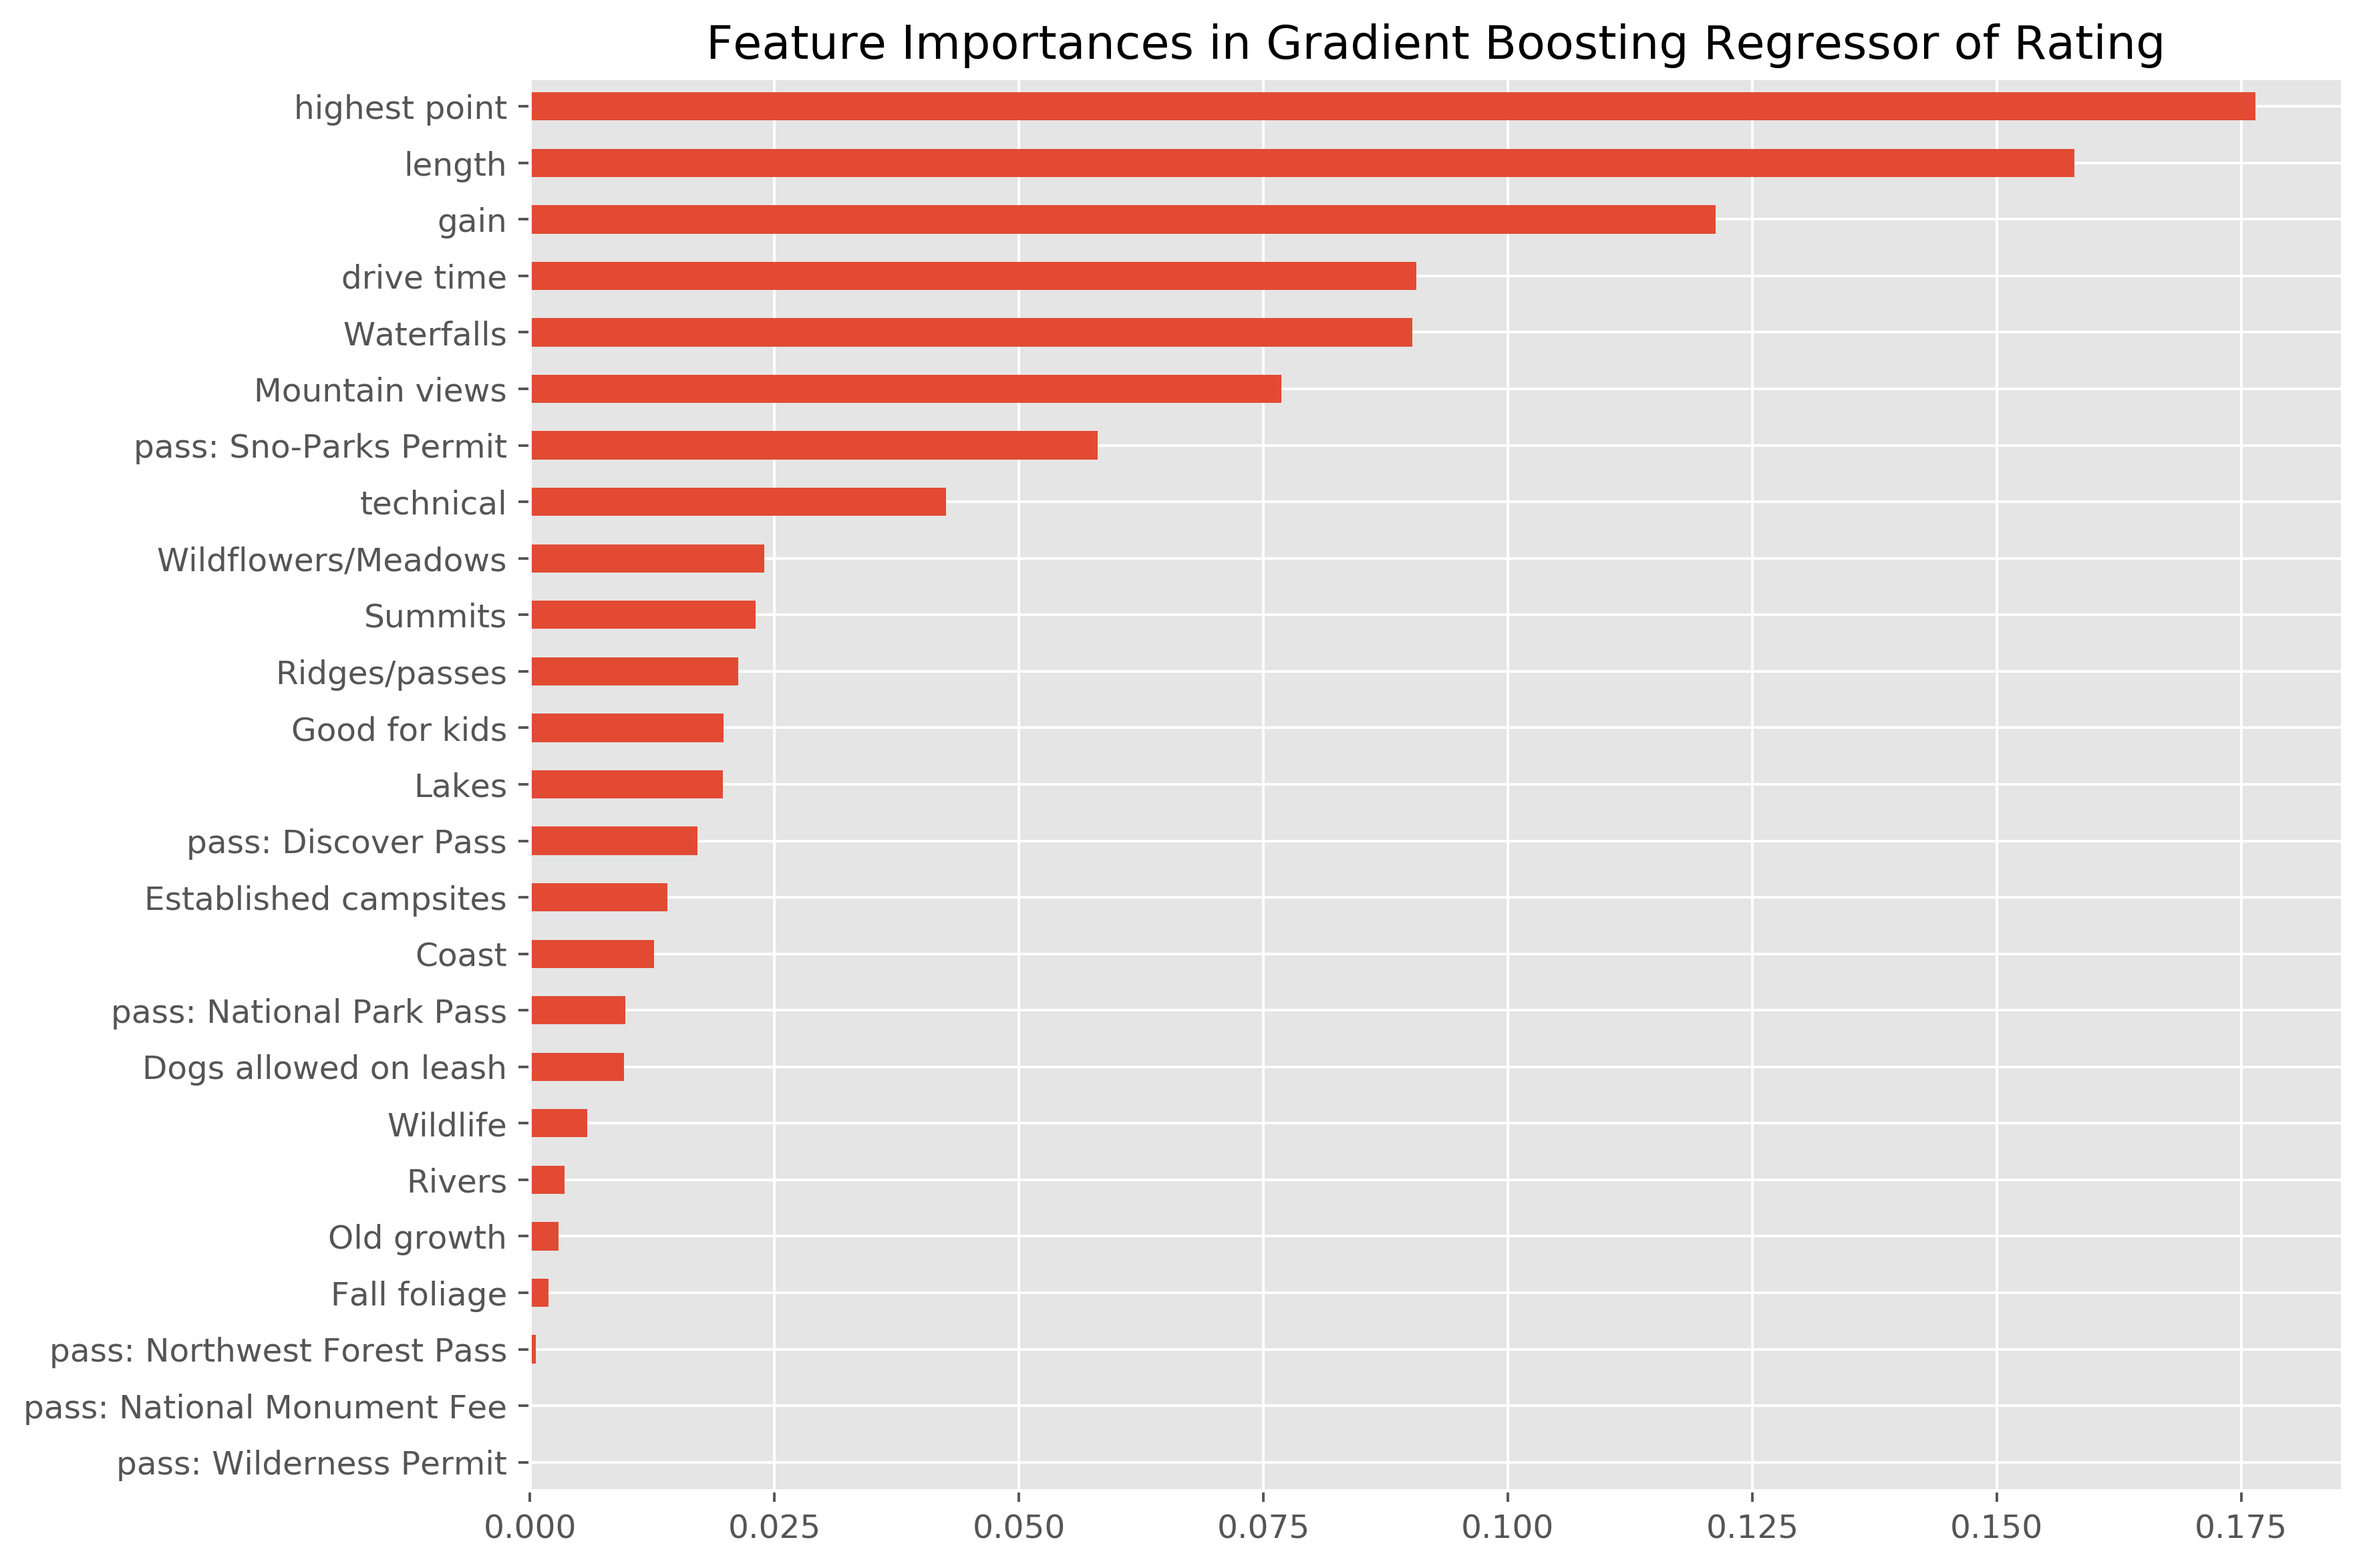 Feature Importances in Gradient Boosting Regressor of Rating
highest point
length
gain
drive time
Waterfalls
Mountain views
pass: Sno-Parks Permit
technical
Wildflowers/Meadows
Summits
Ridges/passes
Good for kids
Lakes
pass: Discover Pass
Established campsites
Coast
pass: National Park Pass
Dogs allowed on leash
Wildlife
Rivers
Old growth
Fall foliage
pass: Northwest Forest Pass
pass: National Monument Fee
pass: Wilderness Permit
0.000 0.025 0.050 0.075 0.100 0.125 0.150 0.175